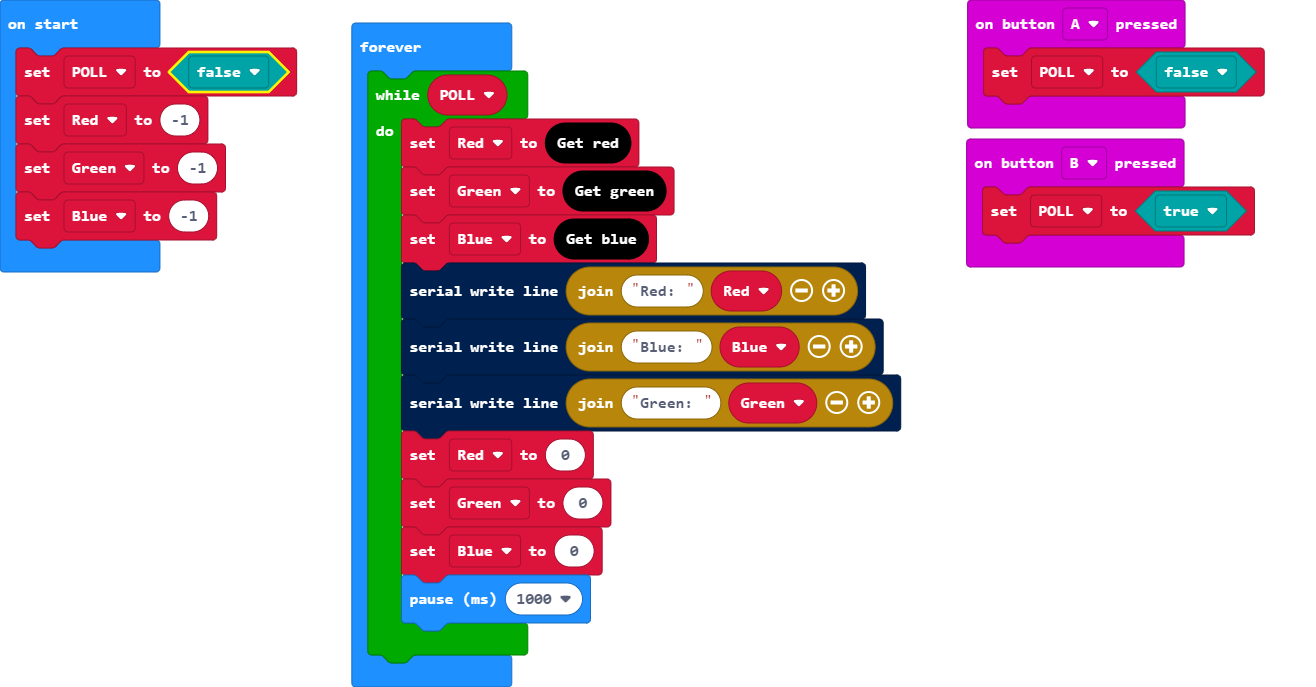 on start
set POLL to false
set Red to -1
set Green to -1
set Blue to -1
forever
while POLL
do
set Red to Get red
set Green to Get green
set Blue to Get blue
serial write line join "Red: " Red
serial write line join "Blue: " Blue
serial write line join "Green: " Green
set Red to 0
set Green to 0
set Blue to 0
pause (ms) 1000
on button A pressed
set POLL to false
on button B pressed
set POLL to true